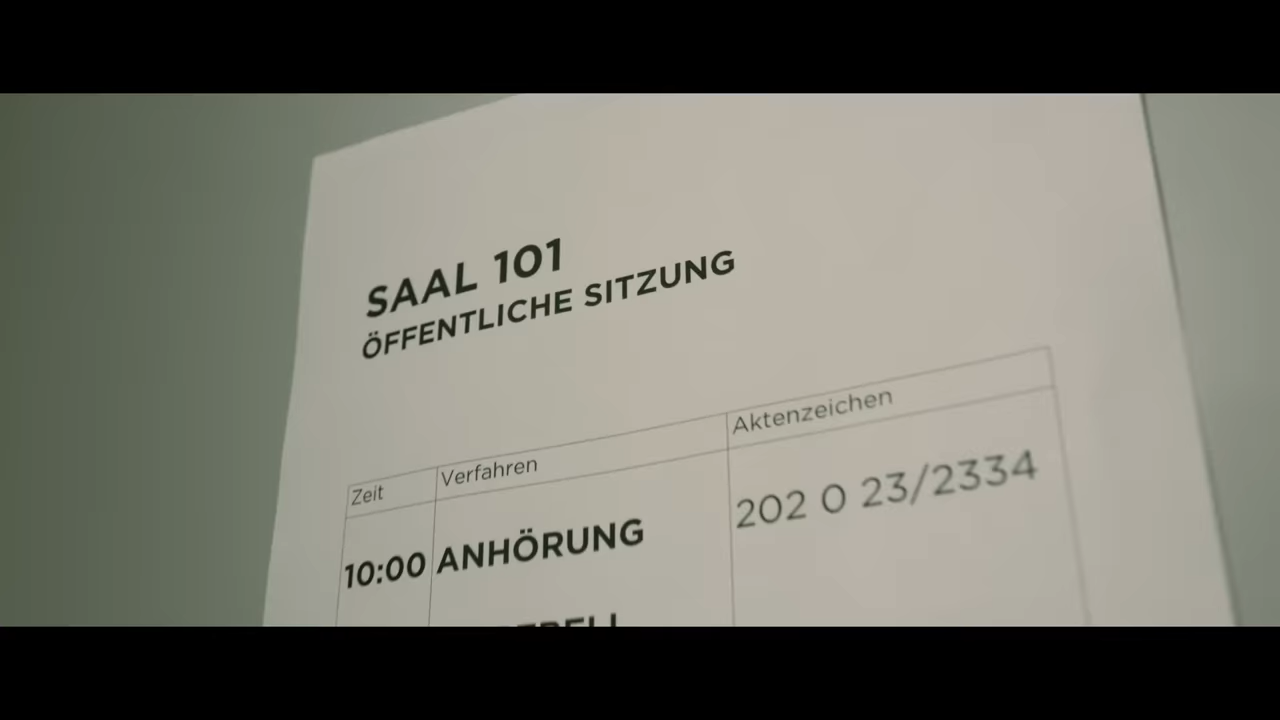 SAAL 101
ÖFFENTLICHE SITZUNG
Zeit Verfahren Aktenzeichen
10:00 ANHÖRUNG 202 O 23/2334